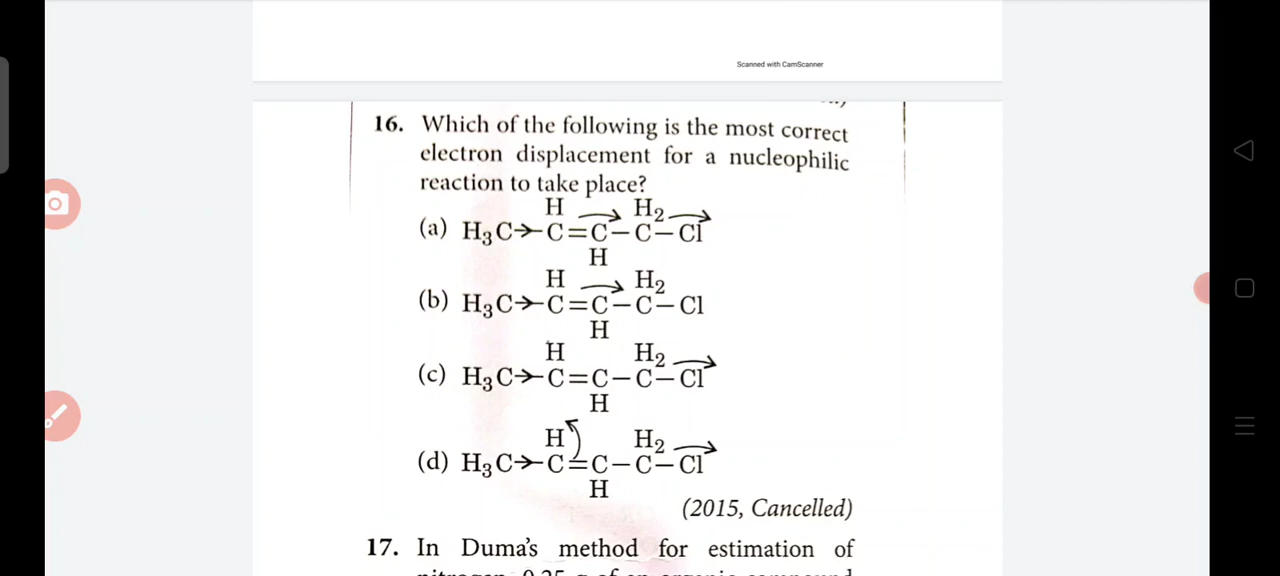 Scanned with CamScanner
16. Which of the following is the most correct
electron displacement for a nucleophilic
reaction to take place?
H H₂
(a) H₃C→C=C−C−Cl
H
H H₂
(b) H₃C→C=C−C−Cl
H
H H₂
(c) H₃C→C=C−C−Cl
H
H H₂
(d) H₃C→C=C−C−Cl
H
(2015, Cancelled)
17. In Duma's method for estimation of